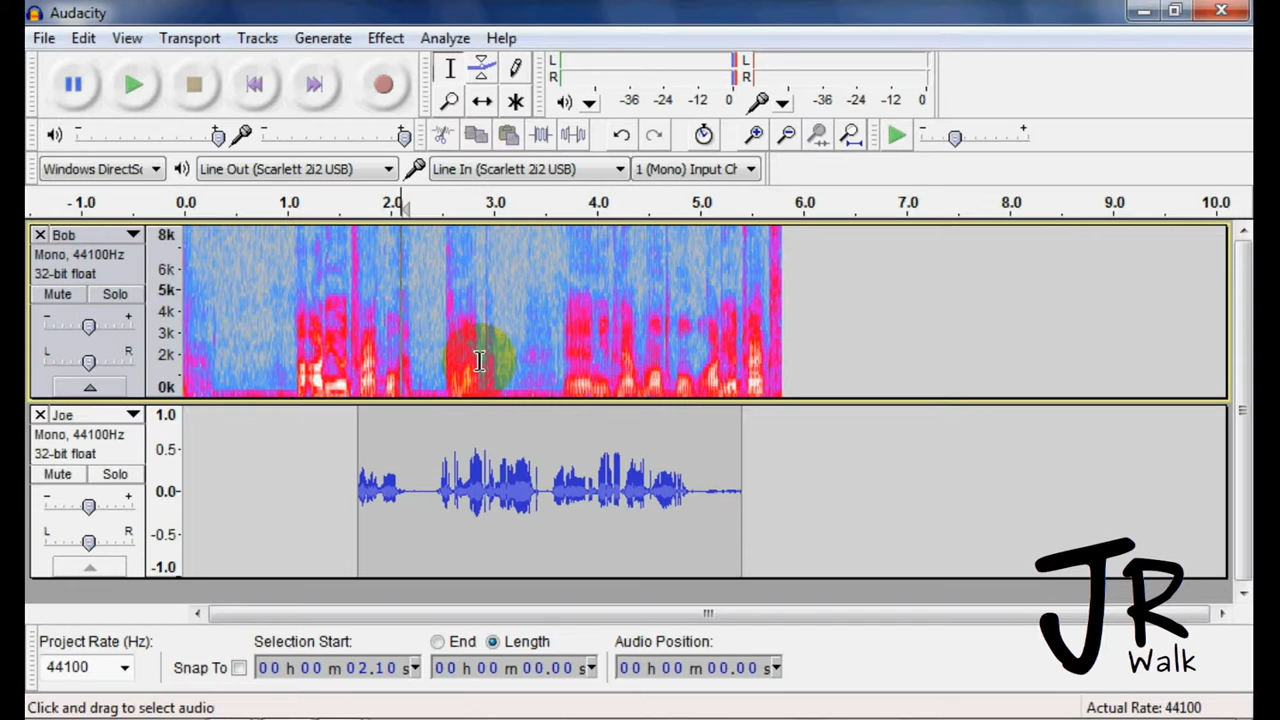 Audacity
File Edit View Transport Tracks Generate Effect Analyze Help
L L
R R
-36 -24 -12 0 -36 -24 -12 0
Line Out (Scarlett 2i2 USB) Line In (Scarlett 2i2 USB) 1 (Mono) Input Ch
-1.0 0.0 1.0 2.0 3.0 4.0 5.0 6.0 7.0 8.0 9.0 10.0
Bob
Mono, 44100Hz
32-bit float
Mute Solo
- +
L R
8k
6k
5k
4k
3k
2k
0k
Joe
Mono, 44100Hz
32-bit float
Mute Solo
- +
L R
1.0
0.5
0.0
-0.5
-1.0
JR
Walk
Project Rate (Hz): Selection Start: End Length Audio Position:
44100 Snap To 00 h 00 m 02.10 s 00 h 00 m 00.00 s 00 h 00 m 00.00 s
Click and drag to select audio Actual Rate: 44100